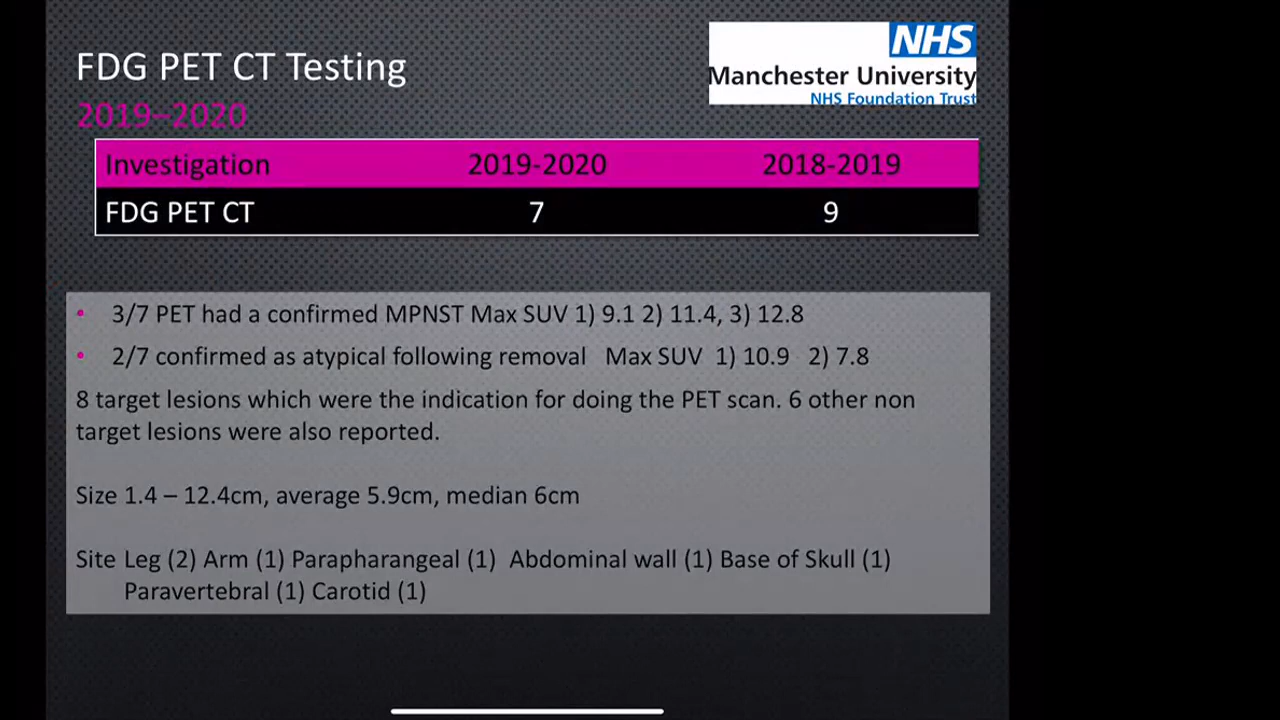 FDG PET CT Testing
2019–2020
NHS
Manchester University
NHS Foundation Trust
Investigation 2019-2020 2018-2019
FDG PET CT 7 9
• 3/7 PET had a confirmed MPNST Max SUV 1) 9.1 2) 11.4, 3) 12.8
• 2/7 confirmed as atypical following removal Max SUV 1) 10.9 2) 7.8
8 target lesions which were the indication for doing the PET scan. 6 other non
target lesions were also reported.
Size 1.4 – 12.4cm, average 5.9cm, median 6cm
Site Leg (2) Arm (1) Parapharangeal (1) Abdominal wall (1) Base of Skull (1)
Paravertebral (1) Carotid (1)